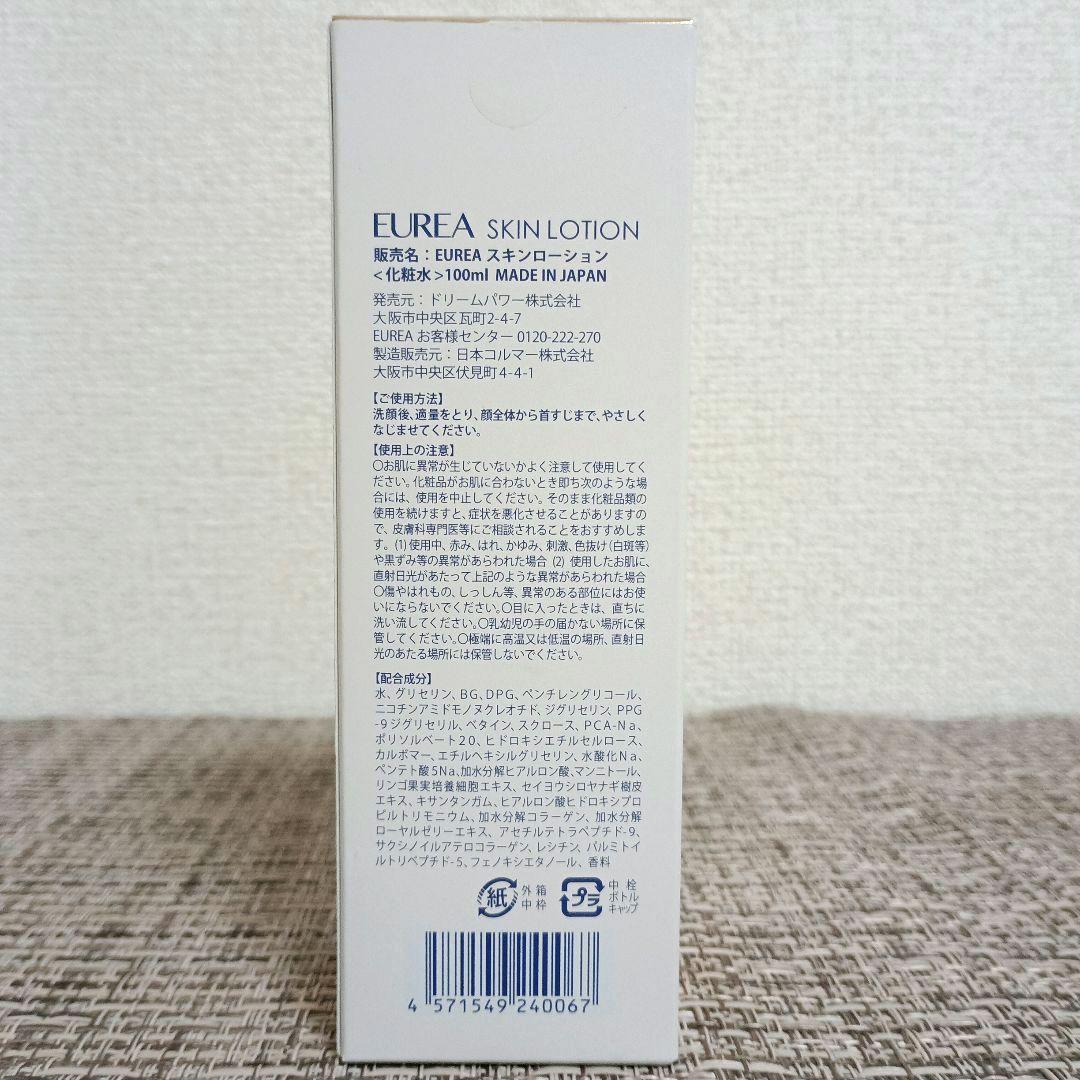 EUREA SKIN LOTION
販売名：EUREA スキンローション
<化粧水>100ml MADE IN JAPAN
発売元：ドリームパワー株式会社
大阪市中央区瓦町2-4-7
EUREA お客様センター 0120-222-270
製造販売元：日本コルマー株式会社
大阪市中央区伏見町4-4-1
【ご使用方法】
洗顔後、適量をとり、顔全体から首すじまで、やさしく
なじませてください。
【使用上の注意】
○お肌に異常が生じていないかよく注意して使用してく
ださい。化粧品がお肌に合わないとき即ち次のような場
合には、使用を中止してください。そのまま化粧品類の
使用を続けますと、症状を悪化させることがありますの
で、皮膚科専門医等にご相談されることをおすすめしま
す。(1)使用中、赤み、はれ、かゆみ、刺激、色抜け(白斑等)
や黒ずみ等の異常があらわれた場合 (2) 使用したお肌に、
直射日光があたって上記のような異常があらわれた場合
○傷やはれもの、しっしん等、異常のある部位にはお使
いにならないでください。○目に入ったときは、直ちに
洗い流してください。○乳幼児の手の届かない場所に保
管してください。○極端に高温又は低温の場所、直射日
光のあたる場所には保管しないでください。
【配合成分】
水、グリセリン、BG、DPG、ペンチレングリコール、
ニコチンアミドモノヌクレオチド、ジグリセリン、PPG
-9ジグリセリル、ベタイン、スクロース、PCA-Na、
ポリソルベート20、ヒドロキシエチルセルロース、
カルボマー、エチルヘキシルグリセリン、水酸化Na、
ペンテト酸5Na、加水分解ヒアルロン酸、マンニトール、
リンゴ果実培養細胞エキス、セイヨウシロヤナギ樹皮
エキス、キサンタンガム、ヒアルロン酸ヒドロキシプロ
ピルトリモニウム、加水分解コラーゲン、加水分解
ローヤルゼリーエキス、アセチルテトラペプチド-9、
サクシノイルアテロコラーゲン、レシチン、パルミトイ
ルトリペプチド-5、フェノキシエタノール、香料
紙 外箱 中枠
プラ 中栓 ボトル キャップ
4 571549 240067